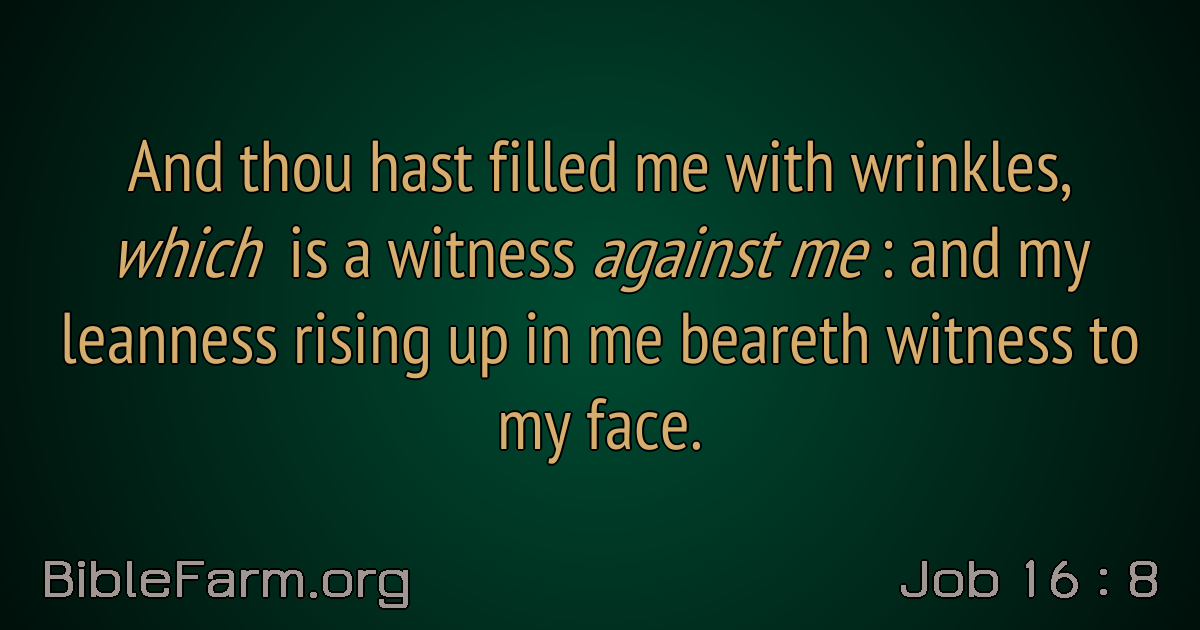 And thou hast filled me with wrinkles,
which is a witness against me : and my
leanness rising up in me beareth witness to
my face.
BibleFarm.org
Job 16 : 8